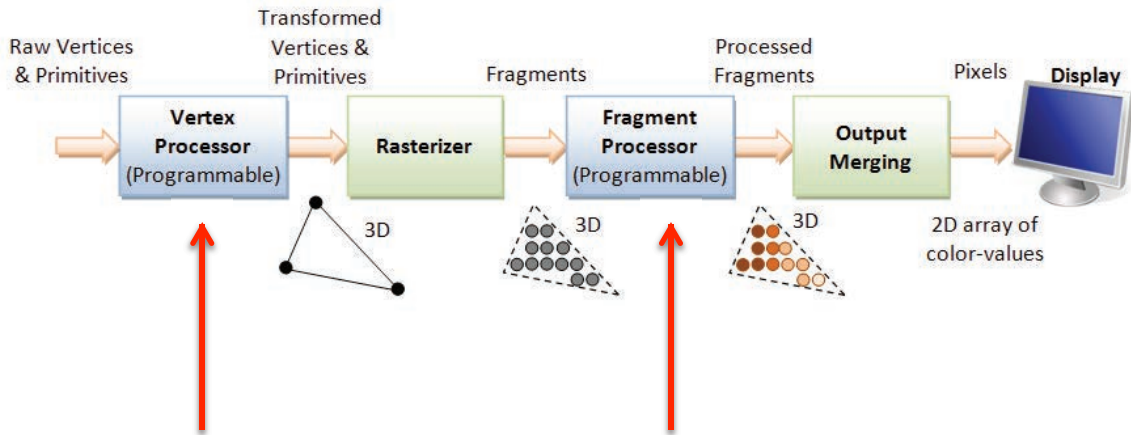 Raw Vertices
& Primitives
Vertex
Processor
(Programmable)
Transformed
Vertices &
Primitives
3D
Rasterizer
Fragments
3D
Fragment
Processor
(Programmable)
Processed
Fragments
3D
Output
Merging
Pixels
Display
2D array of
color-values